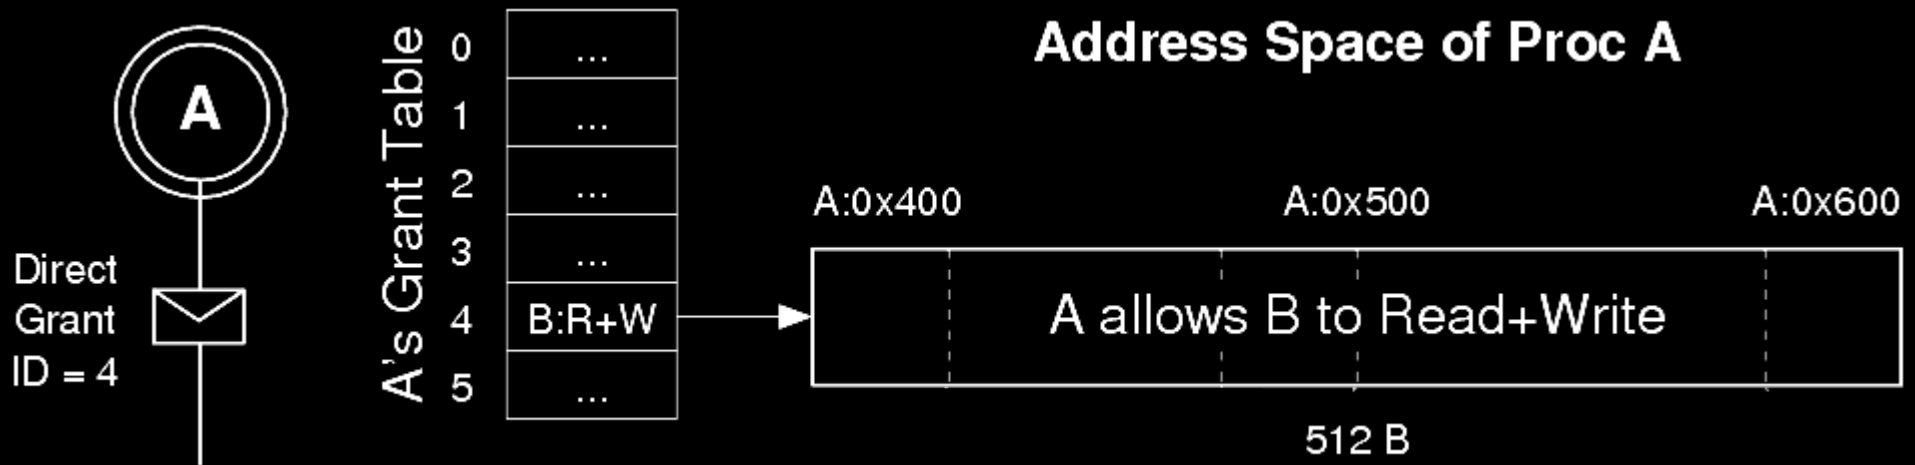 Address Space of Proc A
A
A's Grant Table
0
...
1
...
2
...
3
...
4
B:R+W
5
...
Direct
Grant
ID = 4
A:0x400
A:0x500
A:0x600
A allows B to Read+Write
512 B